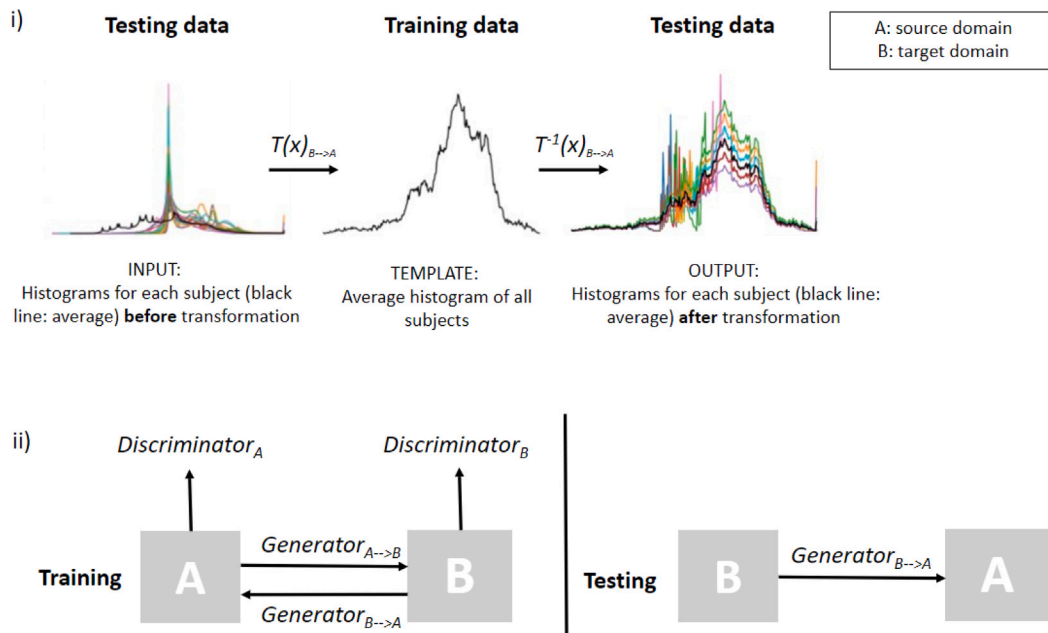 i)
Testing data
Training data
Testing data
A: source domain
B: target domain
T(x)B-->A
T-1(x)B-->A
INPUT:
Histograms for each subject (black
line: average) before transformation
TEMPLATE:
Average histogram of all
subjects
OUTPUT:
Histograms for each subject (black line:
average) after transformation
ii)
DiscriminatorA
DiscriminatorB
Training
A
GeneratorA-->B
GeneratorB-->A
B
Testing
B
GeneratorB-->A
A